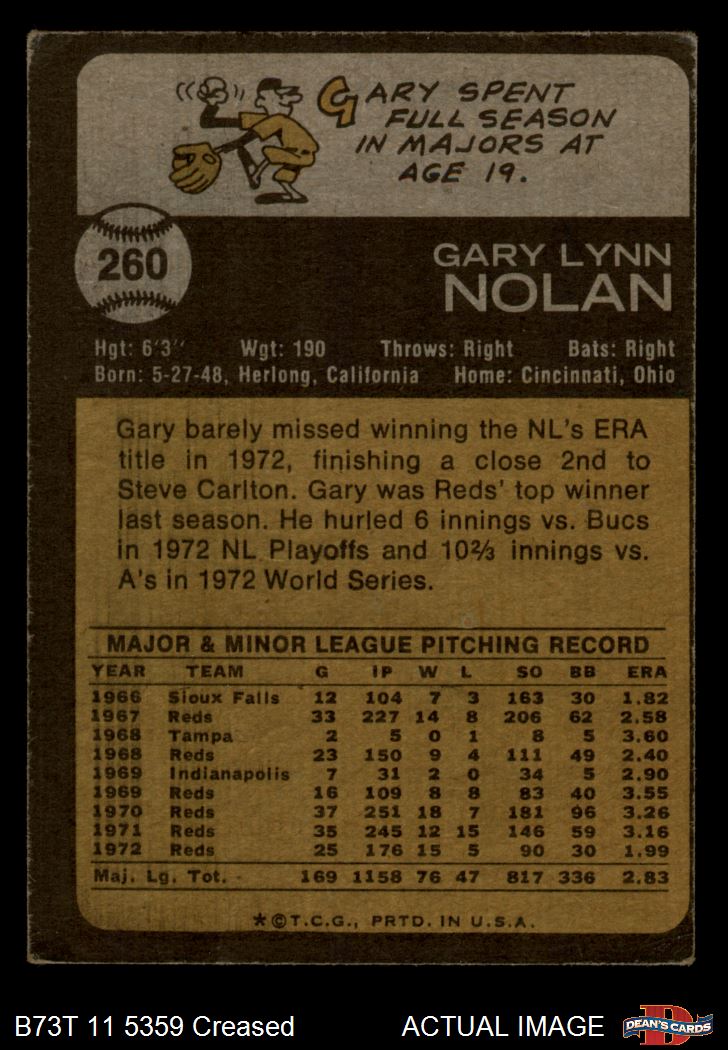 GARY SPENT
FULL SEASON
IN MAJORS AT
AGE 19.
260
GARY LYNN
NOLAN
Hgt: 6'3" Wgt: 190 Throws: Right Bats: Right
Born: 5-27-48, Herlong, California Home: Cincinnati, Ohio
Gary barely missed winning the NL's ERA
title in 1972, finishing a close 2nd to
Steve Carlton. Gary was Reds' top winner
last season. He hurled 6 innings vs. Bucs
in 1972 NL Playoffs and 10⅔ innings vs.
A's in 1972 World Series.
MAJOR & MINOR LEAGUE PITCHING RECORD
YEAR TEAM G IP W L SO BB ERA
1966 Sioux Falls 12 104 7 3 163 30 1.82
1967 Reds 33 227 14 8 206 62 2.58
1968 Tampa 2 5 0 1 8 5 3.60
1968 Reds 23 150 9 4 111 49 2.40
1969 Indianapolis 7 31 2 0 34 5 2.90
1969 Reds 16 109 8 8 83 40 3.55
1970 Reds 37 251 18 7 181 96 3.26
1971 Reds 35 245 12 15 146 59 3.16
1972 Reds 25 176 15 5 90 30 1.99
Maj. Lg. Tot. 169 1158 76 47 817 336 2.83
*©T.C.G., PRTD. IN U.S.A.
B73T 11 5359 Creased ACTUAL IMAGE
D
DEAN'S CARDS